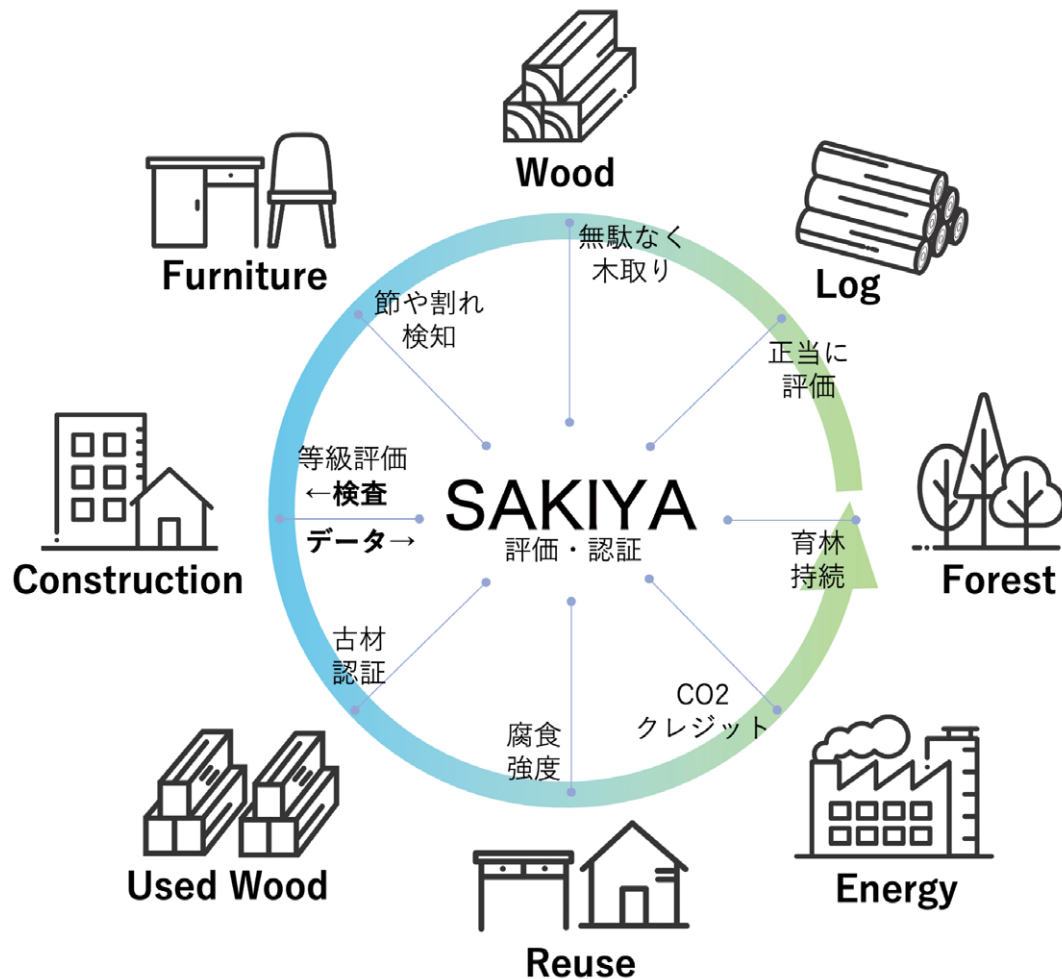 Wood
Log
Furniture
無駄なく
木取り
節や割れ
検知
正当に
評価
等級評価
←検査
データ→
SAKIYA
評価・認証
育林
持続
Construction
Forest
古材
認証
CO2
クレジット
腐食
強度
Used Wood
Energy
Reuse